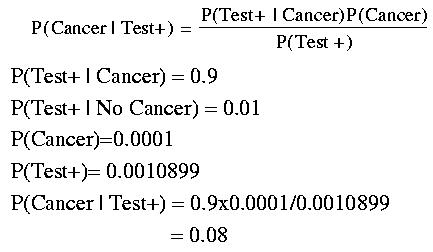 P(Cancer | Test+) = P(Test+ | Cancer)P(Cancer) / P(Test +)
P(Test+ | Cancer) = 0.9
P(Test+ | No Cancer) = 0.01
P(Cancer)=0.0001
P(Test+)= 0.0010899
P(Cancer | Test+) = 0.9x0.0001/0.0010899
= 0.08